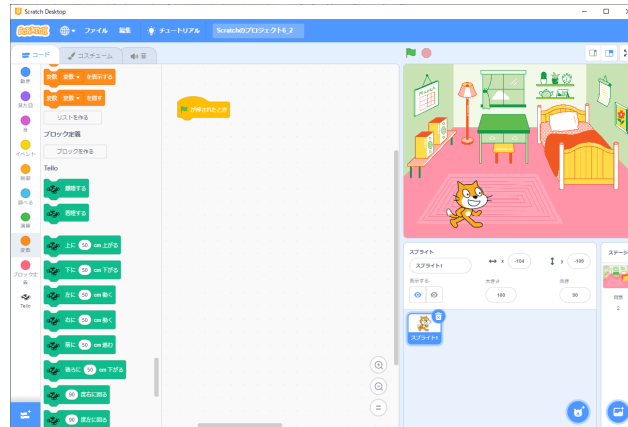 Scratch Desktop
SCRATCH
ファイル 編集 チュートリアル Scratchのプロジェクト6_2
コード コスチューム 音
動き
見た目
音
イベント
制御
調べる
演算
変数
ブロック定義
Tello
変数 変数 を表示する
変数 変数 を隠す
リストを作る
ブロック定義
ブロックを作る
Tello
離陸する
着陸する
上に 50 cm 上がる
下に 50 cm 下がる
左に 50 cm 動く
右に 50 cm 動く
前に 50 cm 進む
後ろに 50 cm 下がる
90 度右に回る
90 度左に回る
が押されたとき
スプライト
スプライト1
x -104
y -109
表示する
大きさ 100
向き 90
スプライト1
ステージ
背景
2